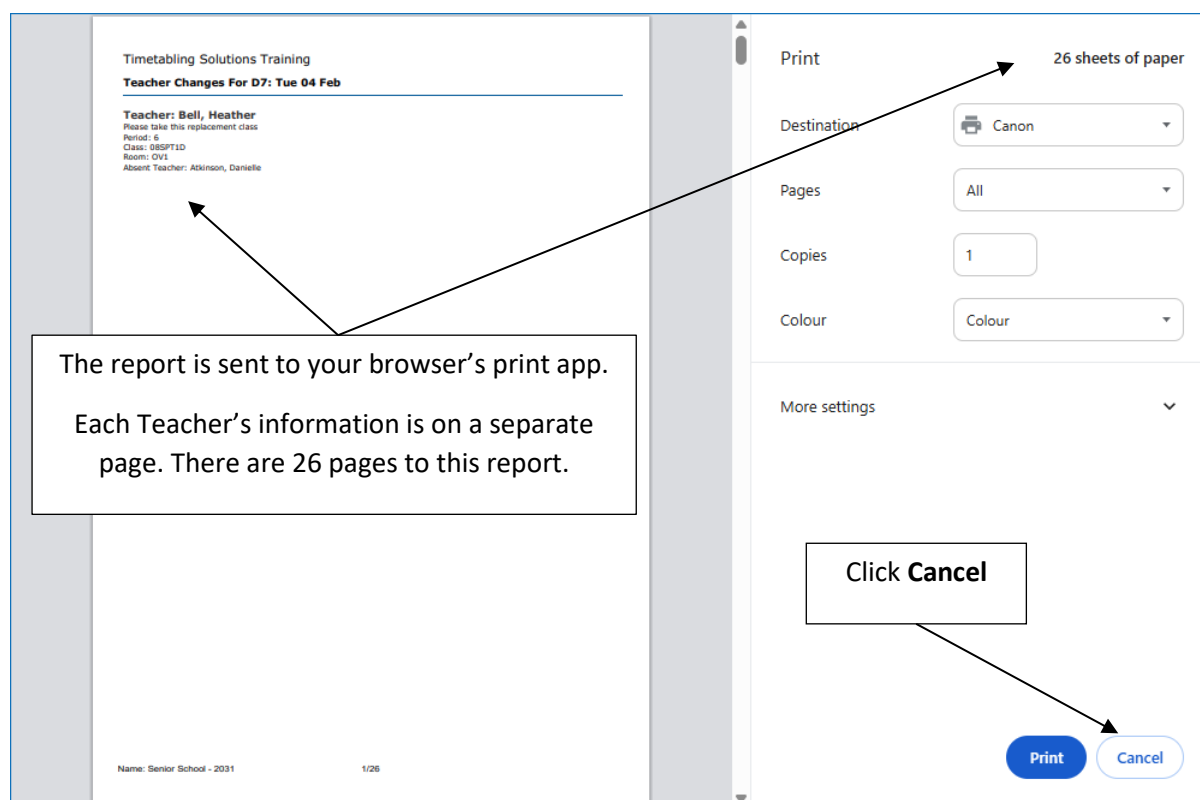 Timetabling Solutions Training
Teacher Changes For D7: Tue 04 Feb
Teacher: Bell, Heather
Please take this replacement class
Period: 6
Class: 08SPT1D
Room: OV1
Absent Teacher: Atkinson, Danielle
The report is sent to your browser’s print app.
Each Teacher’s information is on a separate
page. There are 26 pages to this report.
Name: Senior School - 2031
1/26
Print
26 sheets of paper
Destination
Canon
Pages
All
Copies
1
Colour
Colour
More settings
Click Cancel
Print
Cancel